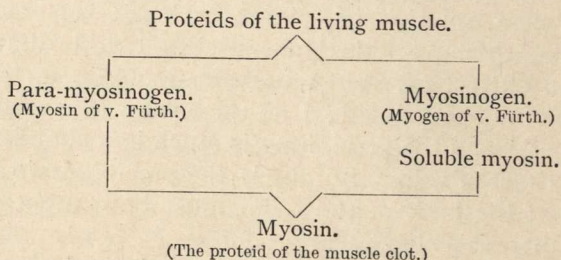 Proteids of the living muscle.
Para-myosinogen.
(Myosin of v. Fürth.)
Myosinogen.
(Myogen of v. Fürth.)
Soluble myosin.
Myosin.
(The proteid of the muscle clot.)